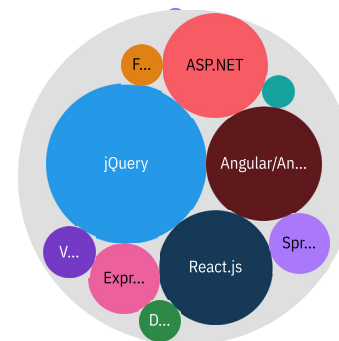 ASP.NET
F...
jQuery
Angular/An...
V...
Expr...
React.js
Spr...
D...